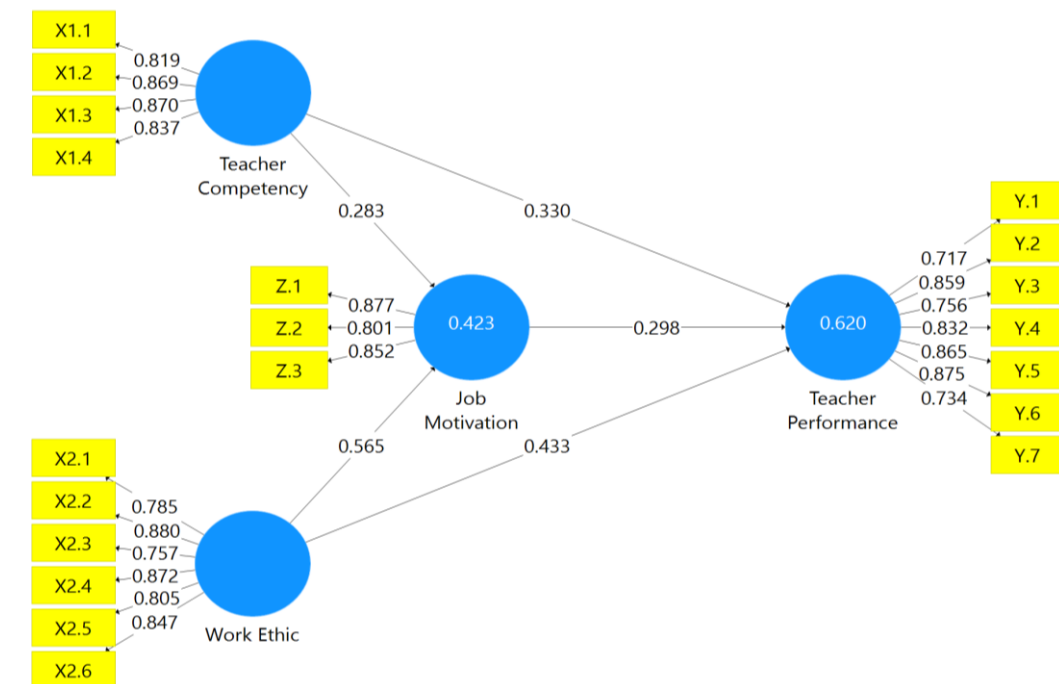 X1.1
X1.2
X1.3
X1.4
0.819
0.869
0.870
0.837
Teacher
Competency
0.283
0.330
Z.1
Z.2
Z.3
0.877
0.801
0.852
0.423
Job
Motivation
0.298
0.620
Teacher
Performance
0.717
0.859
0.756
0.832
0.865
0.875
0.734
Y.1
Y.2
Y.3
Y.4
Y.5
Y.6
Y.7
0.565
0.433
X2.1
X2.2
X2.3
X2.4
X2.5
X2.6
0.785
0.880
0.757
0.872
0.805
0.847
Work Ethic